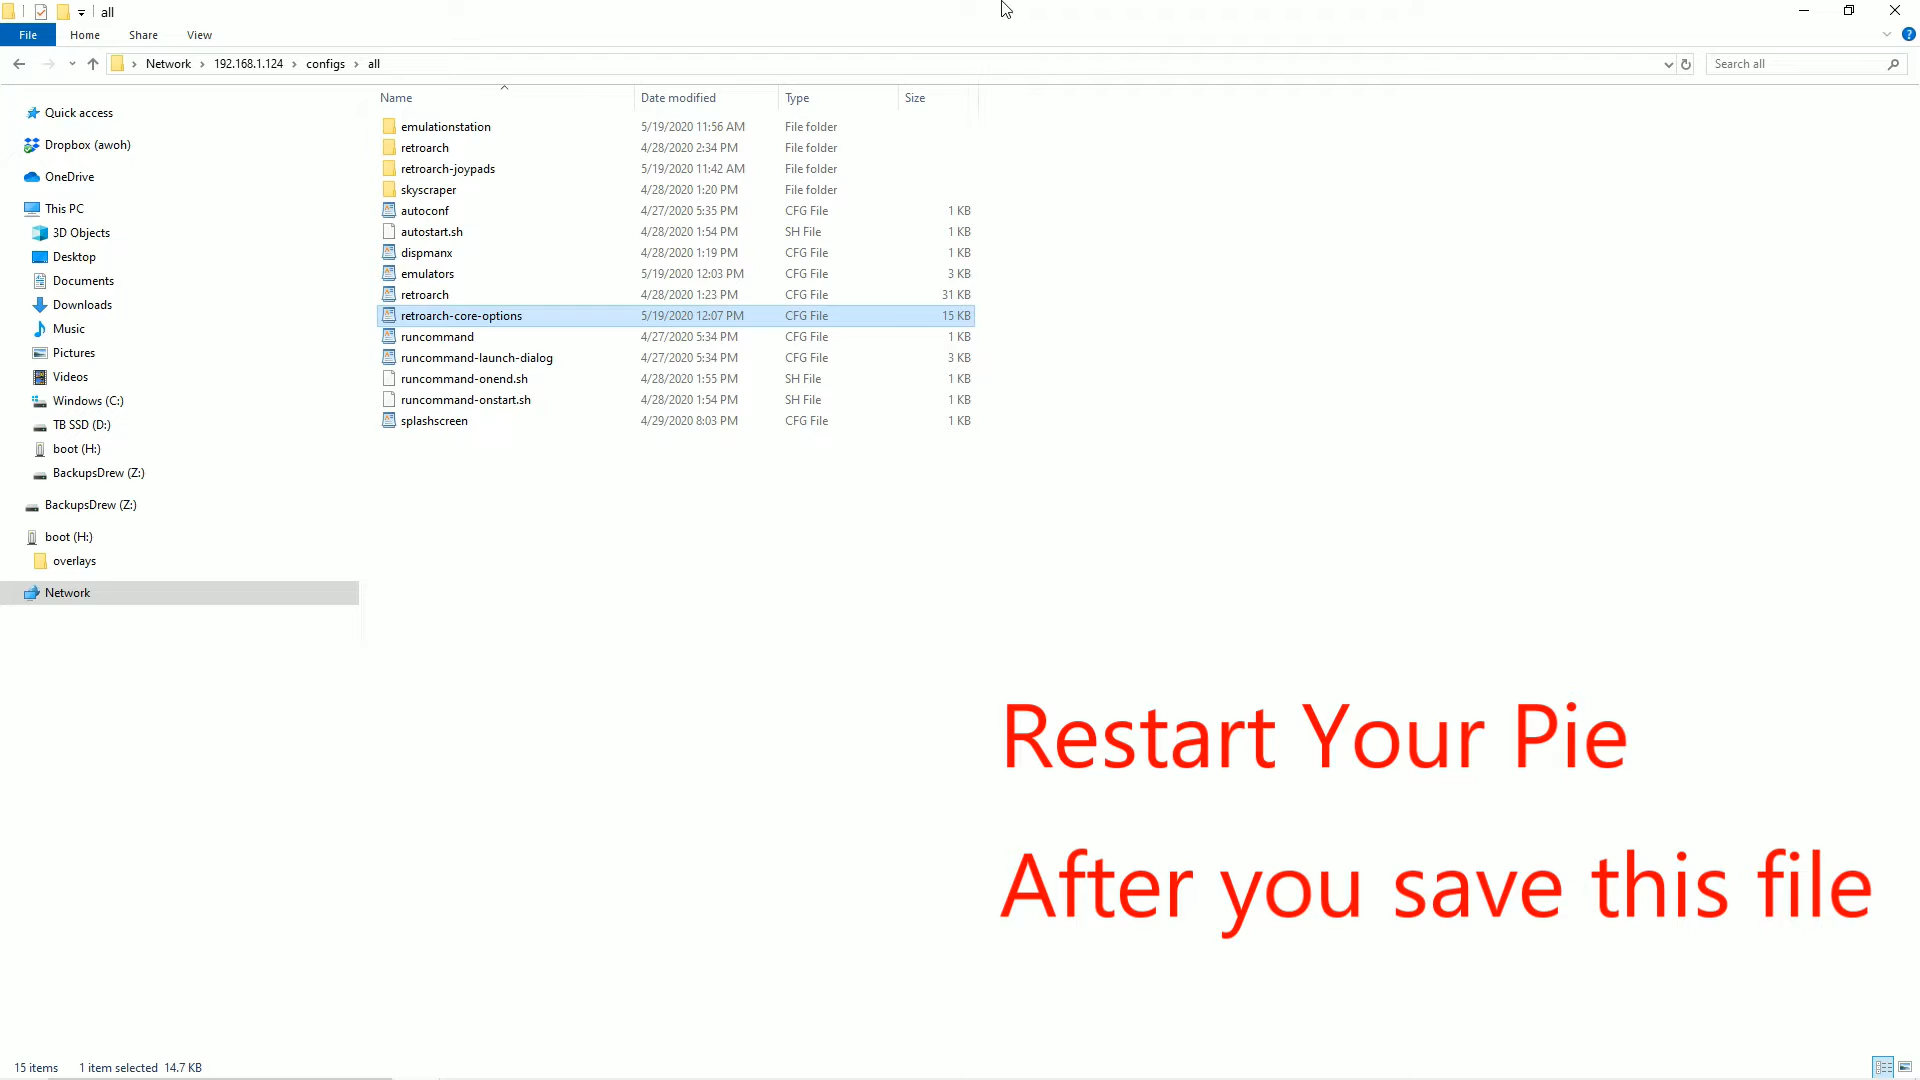 all
File Home Share View
Network 192.168.1.124 configs all
Search all
Name Date modified Type Size
Quick access
Dropbox (awoh)
OneDrive
This PC
3D Objects
Desktop
Documents
Downloads
Music
Pictures
Videos
Windows (C:)
TB SSD (D:)
boot (H:)
BackupsDrew (Z:)
BackupsDrew (Z:)
boot (H:)
overlays
Network
emulationstation 5/19/2020 11:56 AM File folder
retroarch 4/28/2020 2:34 PM File folder
retroarch-joypads 5/19/2020 11:42 AM File folder
skyscraper 4/28/2020 1:20 PM File folder
autoconf 4/27/2020 5:35 PM CFG File 1 KB
autostart.sh 4/28/2020 1:54 PM SH File 1 KB
dispmanx 4/28/2020 1:19 PM CFG File 1 KB
emulators 5/19/2020 12:03 PM CFG File 3 KB
retroarch 4/28/2020 1:23 PM CFG File 31 KB
retroarch-core-options 5/19/2020 12:07 PM CFG File 15 KB
runcommand 4/27/2020 5:34 PM CFG File 1 KB
runcommand-launch-dialog 4/27/2020 5:34 PM CFG File 3 KB
runcommand-onend.sh 4/28/2020 1:55 PM SH File 1 KB
runcommand-onstart.sh 4/28/2020 1:54 PM SH File 1 KB
splashscreen 4/29/2020 8:03 PM CFG File 1 KB
Restart Your Pie
After you save this file
15 items 1 item selected 14.7 KB